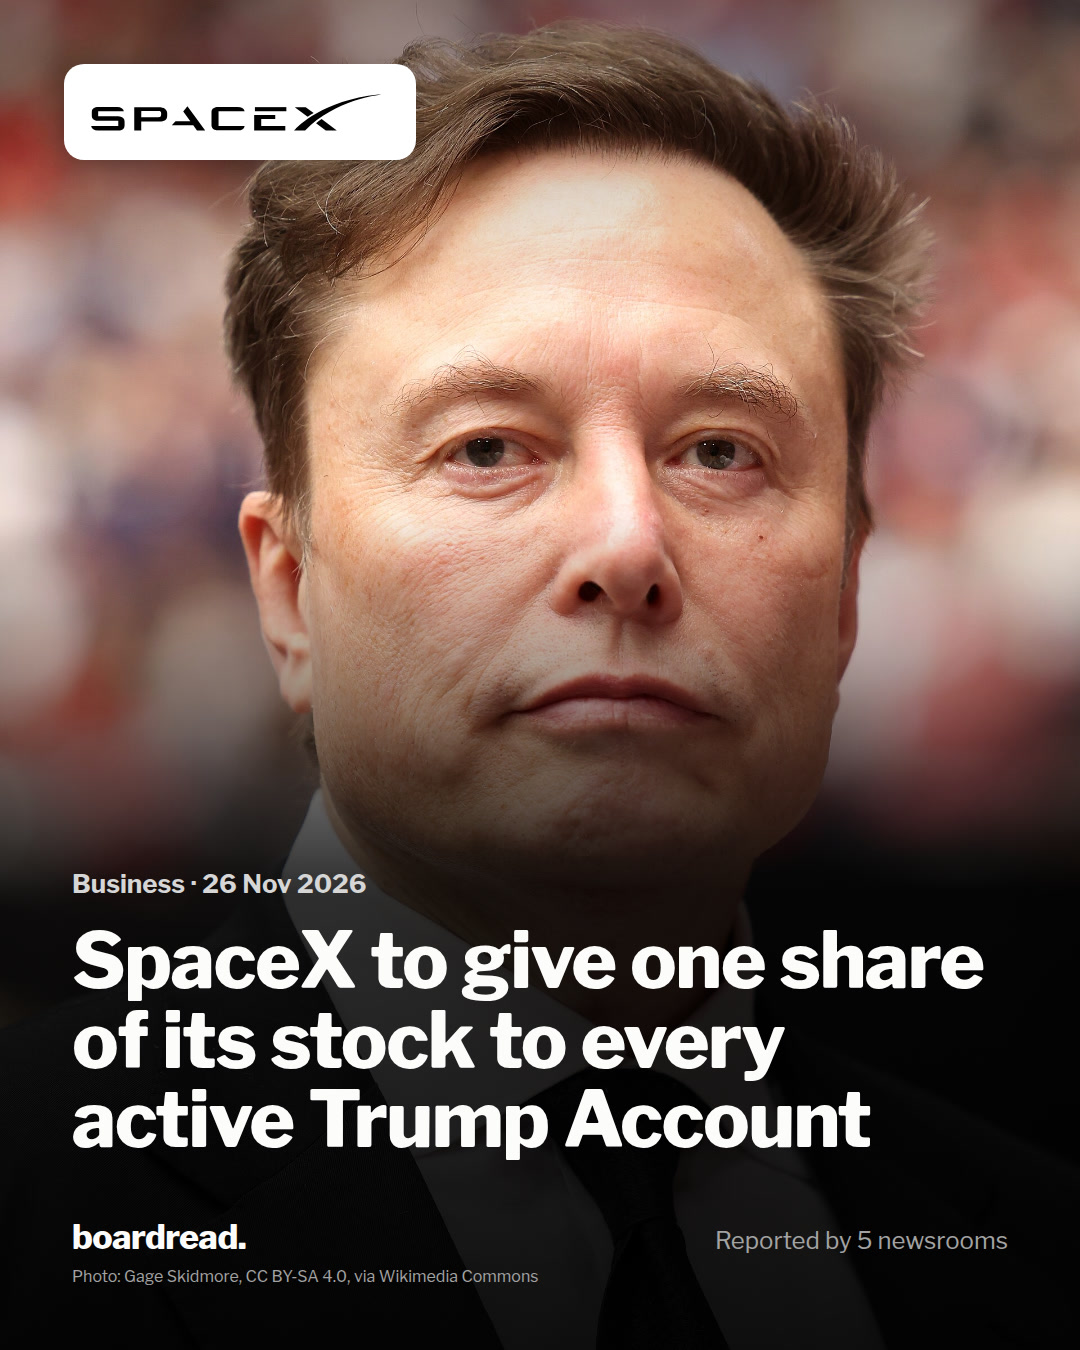 SPACEX
Business · 26 Nov 2026
SpaceX to give one share
of its stock to every
active Trump Account
boardread.
Reported by 5 newsrooms
Photo: Gage Skidmore, CC BY-SA 4.0, via Wikimedia Commons